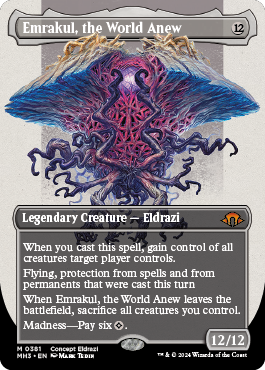 Emrakul, the World Anew 12
Legendary Creature — Eldrazi
When you cast this spell, gain control of all
creatures target player controls.
Flying, protection from spells and from
permanents that were cast this turn
When Emrakul, the World Anew leaves the
battlefield, sacrifice all creatures you control.
Madness—Pay six.
12/12
M 0381 Concept Eldrazi
MH3 • EN Mark Tedin ™ & © 2024 Wizards of the Coast